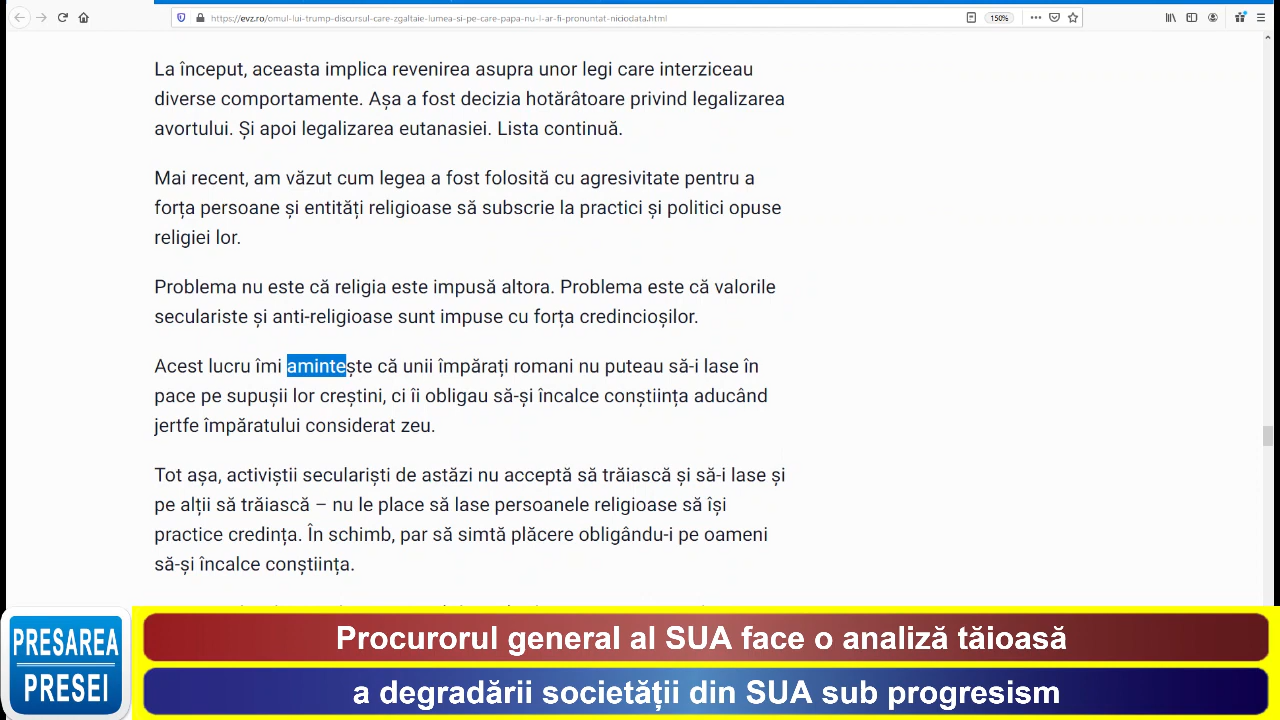 https://evz.ro/omul-lui-trump-discursul-care-zgaltaie-lumea-si-pe-care-papa-nu-l-ar-fi-pronuntat-niciodata.html
150%
La început, aceasta implica revenirea asupra unor legi care interziceau
diverse comportamente. Așa a fost decizia hotărâtoare privind legalizarea
avortului. Și apoi legalizarea eutanasiei. Lista continuă.
Mai recent, am văzut cum legea a fost folosită cu agresivitate pentru a
forța persoane și entități religioase să subscrie la practici și politici opuse
religiei lor.
Problema nu este că religia este impusă altora. Problema este că valorile
seculariste și anti-religioase sunt impuse cu forța credincioșilor.
Acest lucru îmi amintește că unii împărați romani nu puteau să-i lase în
pace pe supușii lor creștini, ci îi obligau să-și încalce conștiința aducând
jertfe împăratului considerat zeu.
Tot așa, activiștii seculariști de astăzi nu acceptă să trăiască și să-i lase și
pe alții să trăiască – nu le place să lase persoanele religioase să își
practice credința. În schimb, par să simtă plăcere obligându-i pe oameni
să-și încalce conștiința.
PRESAREA
PRESEI
Procurorul general al SUA face o analiză tăioasă
a degradării societății din SUA sub progresism